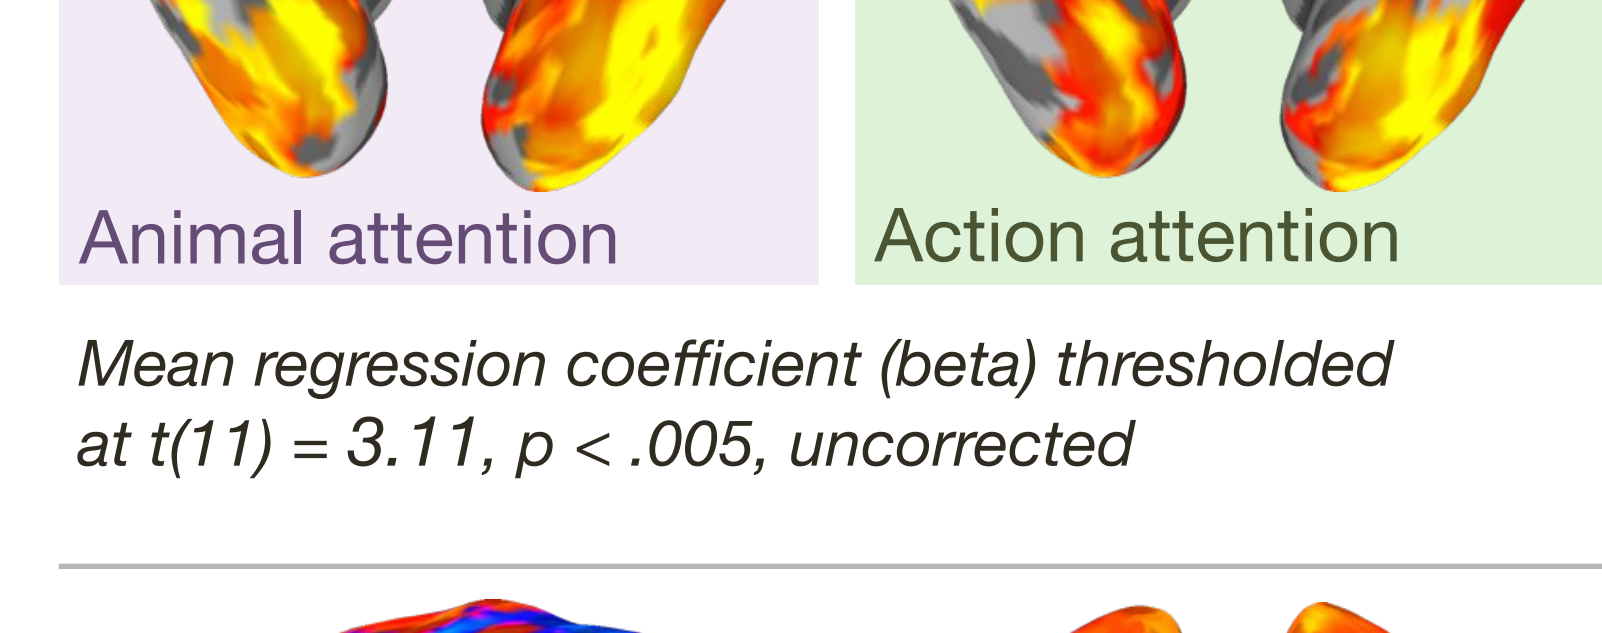 Animal attention
Action attention
Mean regression coefficient (beta) thresholded
at t(11) = 3.11, p < .005, uncorrected